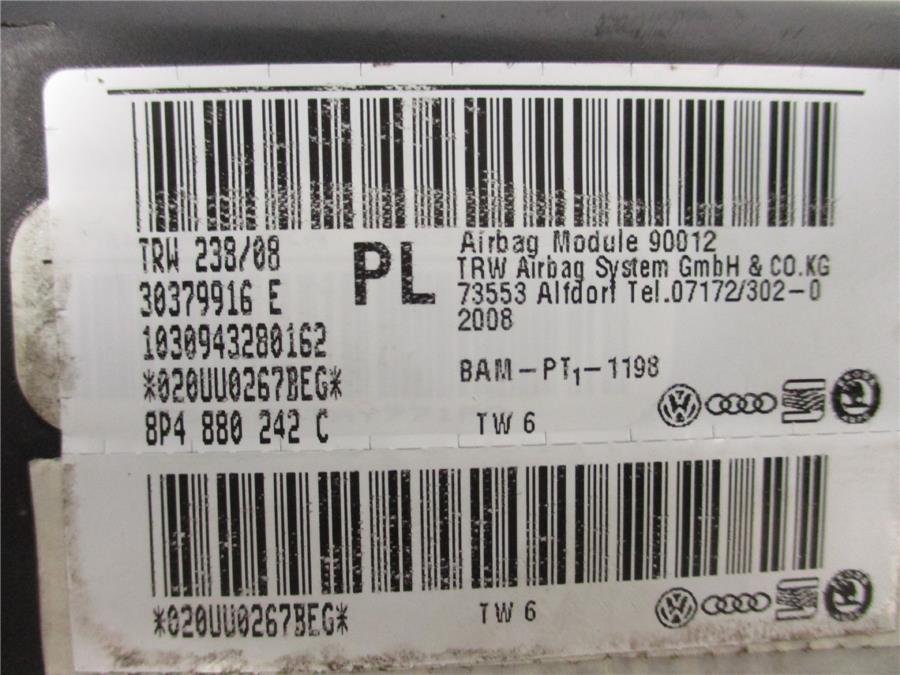 TRW 238/08
30379916 E
1030943280162
*020UU0267BEG*
8P4 880 242 C
PL
Airbag Module 90012
TRW Airbag System GmbH & CO.KG
73553 Alfdorf Tel.07172/302-0
2008
BAM-PT1-1198
TW 6
*020UU0267BEG*
TW 6